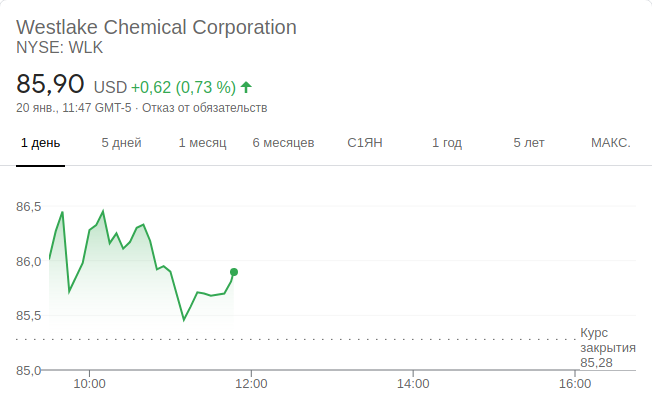 Westlake Chemical Corporation
NYSE: WLK
85,90 USD +0,62 (0,73 %)
20 янв., 11:47 GMT-5 · Отказ от обязательств
1 день 5 дней 1 месяц 6 месяцев С1ЯН 1 год 5 лет МАКС.
86,5
86,0
85,5
85,0
Курс
закрытия
85,28
10:00 12:00 14:00 16:00